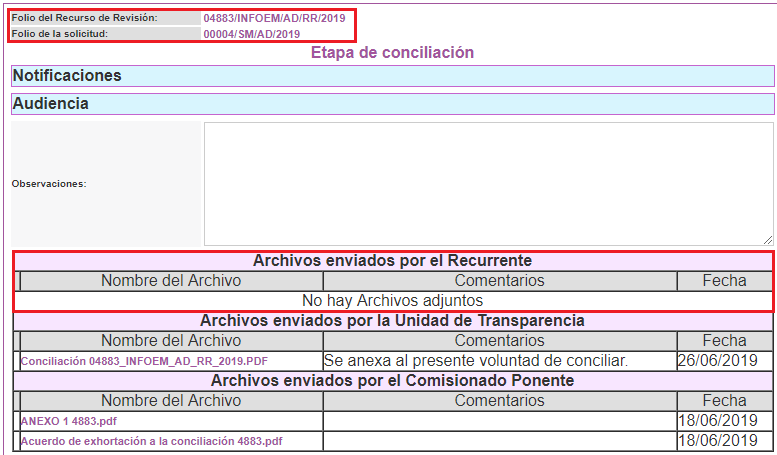 Folio del Recurso de Revisión: 04883/INFOEM/AD/RR/2019
Folio de la solicitud: 00004/SM/AD/2019
Etapa de conciliación
Notificaciones
Audiencia
Observaciones:
Archivos enviados por el Recurrente
Nombre del Archivo Comentarios Fecha
No hay Archivos adjuntos
Archivos enviados por la Unidad de Transparencia
Nombre del Archivo Comentarios Fecha
Conciliación 04883_INFOEM_AD_RR_2019.PDF Se anexa al presente voluntad de conciliar. 26/06/2019
Archivos enviados por el Comisionado Ponente
Nombre del Archivo Comentarios Fecha
ANEXO 1 4883.pdf 18/06/2019
Acuerdo de exhortación a la conciliación 4883.pdf 18/06/2019